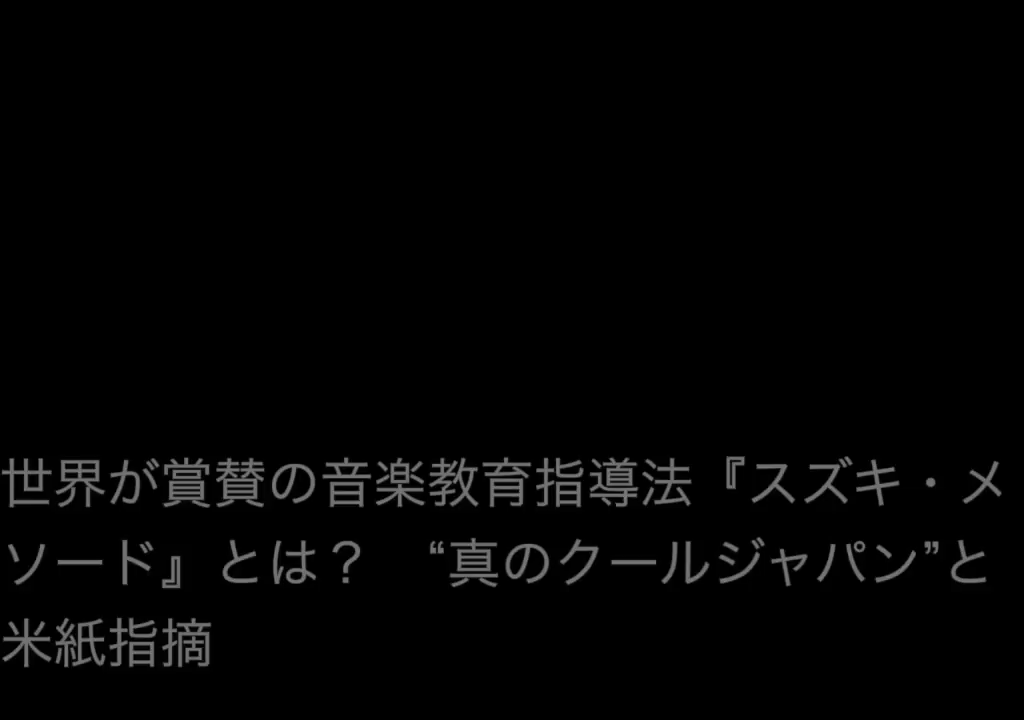 世界が賞賛の音楽教育指導法『スズキ・メ
ソード』とは？　“真のクールジャパン”と
米紙指摘